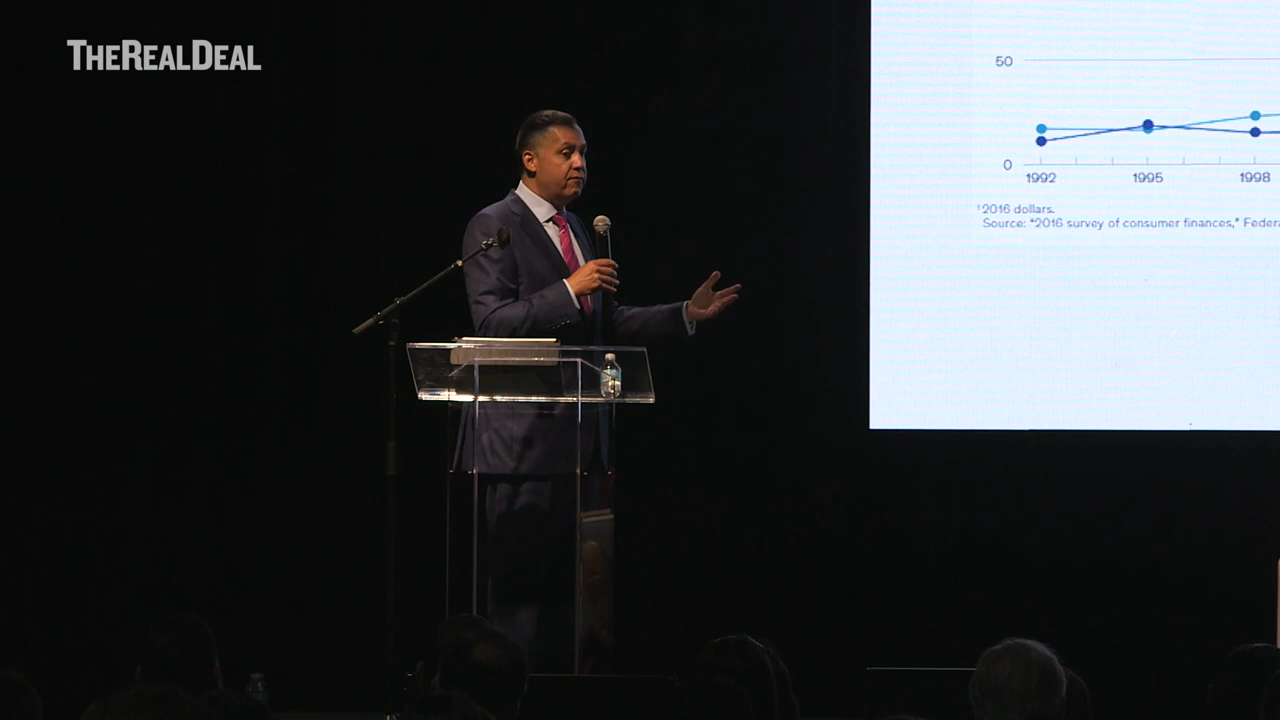 THEREALDEAL
50
0
1992 1995 1998
¹2016 dollars.
Source: "2016 survey of consumer finances," Federa